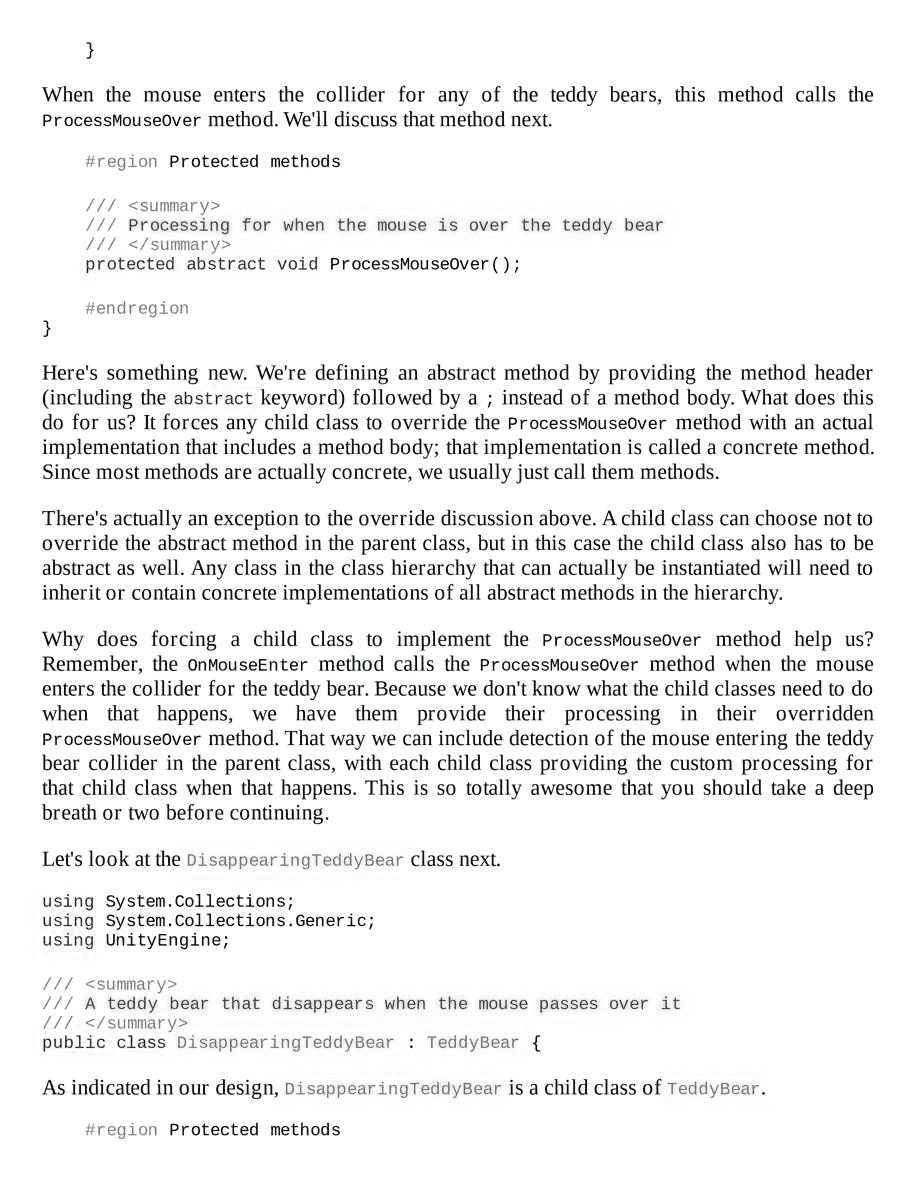 }
When the mouse enters the collider for any of the teddy bears, this method calls the
ProcessMouseOver method. We'll discuss that method next.
#region Protected methods
/// <summary>
/// Processing for when the mouse is over the teddy bear
/// </summary>
protected abstract void ProcessMouseOver();
#endregion
}
Here's something new. We're defining an abstract method by providing the method header
(including the abstract keyword) followed by a ; instead of a method body. What does this
do for us? It forces any child class to override the ProcessMouseOver method with an actual
implementation that includes a method body; that implementation is called a concrete method.
Since most methods are actually concrete, we usually just call them methods.
There's actually an exception to the override discussion above. A child class can choose not to
override the abstract method in the parent class, but in this case the child class also has to be
abstract as well. Any class in the class hierarchy that can actually be instantiated will need to
inherit or contain concrete implementations of all abstract methods in the hierarchy.
Why does forcing a child class to implement the ProcessMouseOver method help us?
Remember, the OnMouseEnter method calls the ProcessMouseOver method when the mouse
enters the collider for the teddy bear. Because we don't know what the child classes need to do
when that happens, we have them provide their processing in their overridden
ProcessMouseOver method. That way we can include detection of the mouse entering the teddy
bear collider in the parent class, with each child class providing the custom processing for
that child class when that happens. This is so totally awesome that you should take a deep
breath or two before continuing.
Let's look at the DisappearingTeddyBear class next.
using System.Collections;
using System.Collections.Generic;
using UnityEngine;
/// <summary>
/// A teddy bear that disappears when the mouse passes over it
/// </summary>
public class DisappearingTeddyBear : TeddyBear {
As indicated in our design, DisappearingTeddyBear is a child class of TeddyBear.
#region Protected methods